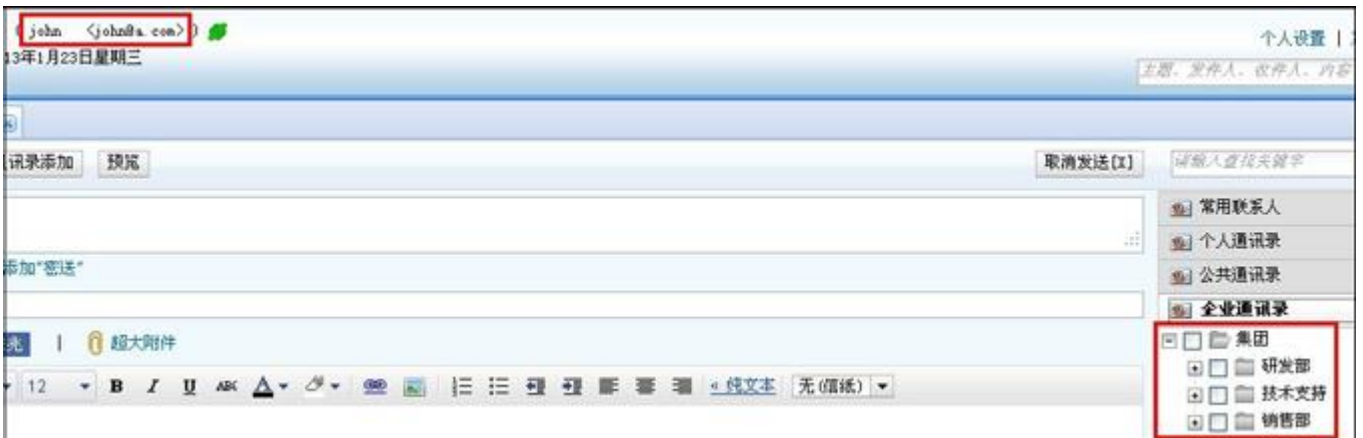 ( john <john@a.com> )
个人设置 |
13年1月23日星期三
主题、发件人、收件人、内容
讯录添加 预览 取消发送[X] 请输入查找关键字
常用联系人
个人通讯录
公共通讯录
添加"密送"
企业通讯录
亮 | 超大附件
集团
研发部
12 B I U ABC A « 纯文本 无(信纸)
技术支持
销售部